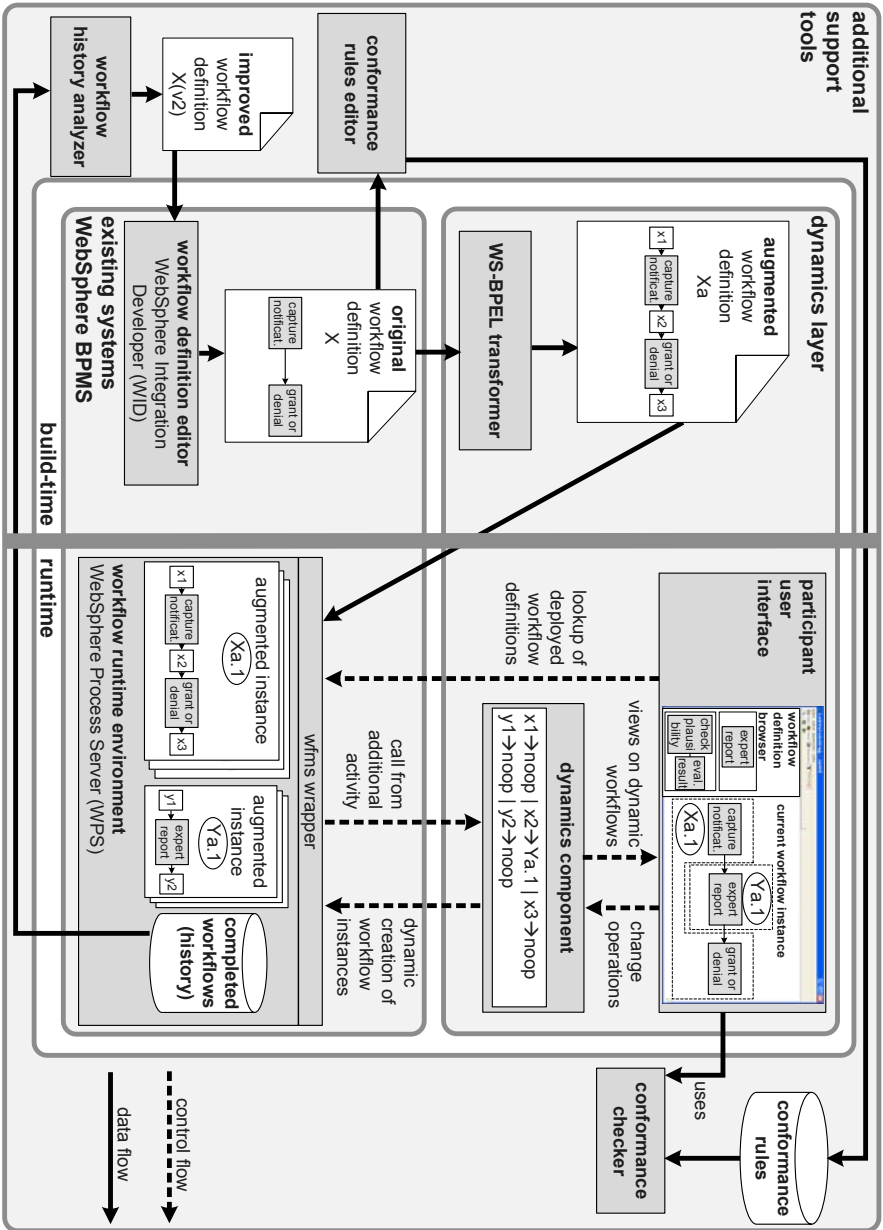 additional
support
tools
conformance
rules editor
improved
workflow
definition
X(v2)
workflow
history analyzer
dynamics layer
augmented
workflow
definition
Xa
x1
capture
notificat.
x2
grant or
denial
x3
WS-BPEL transformer
original
workflow
definition
X
capture
notificat.
grant or
denial
workflow definition editor
WebSphere Integration
Developer (WID)
existing systems
WebSphere BPMS
build-time
runtime
participant
user
interface
workflow
definition
browser
expert
report
check
plausi
bility
eval.
result
current workflow instance
capture
notificat.
Xa.1
Ya.1
expert
report
grant or
denial
lookup of
deployed
workflow
definitions
views on dynamic
workflows
change
operations
dynamics component
x1→noop | x2→Ya.1 | x3→noop
y1→noop | y2→noop
call from
additional
activity
dynamic
creation of
workflow
instances
wfms wrapper
augmented instance
Xa.1
x1
capture
notificat.
x2
grant or
denial
x3
augmented
instance
Ya.1
y1
expert
report
y2
completed
workflows
(history)
workflow runtime environment
WebSphere Process Server (WPS)
conformance
rules
uses
conformance
checker
control flow
data flow